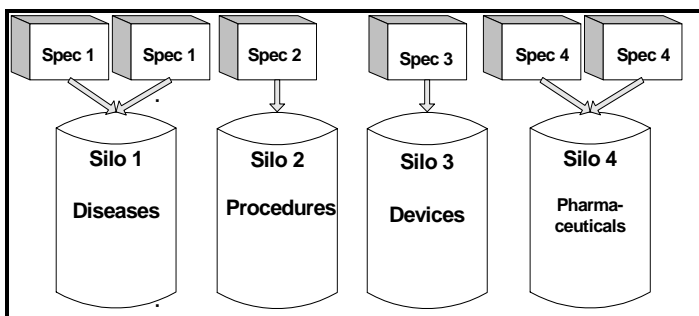 Spec 1
Spec 1
Spec 2
Spec 3
Spec 4
Spec 4
Silo 1
Diseases
Silo 2
Procedures
Silo 3
Devices
Silo 4
Pharma-
ceuticals